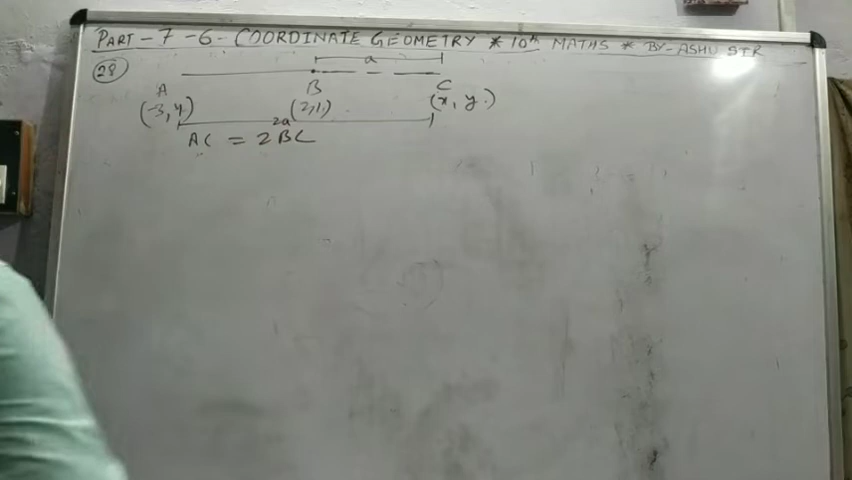 PART - 7 - 6 - COORDINATE GEOMETRY * 10th MATHS * BY - ASHU SIR
28
a
A B C
(-3, 4) (2,1) (x, y)
2a
AC = 2BC